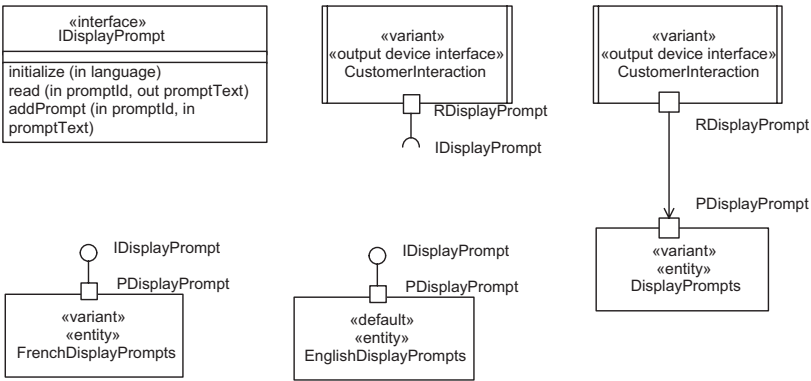 «interface»
IDisplayPrompt
initialize (in language)
read (in promptId, out promptText)
addPrompt (in promptId, in
promptText)
«variant»
«output device interface»
CustomerInteraction
RDisplayPrompt
IDisplayPrompt
«variant»
«output device interface»
CustomerInteraction
RDisplayPrompt
PDisplayPrompt
«variant»
«entity»
DisplayPrompts
IDisplayPrompt
PDisplayPrompt
«variant»
«entity»
FrenchDisplayPrompts
IDisplayPrompt
PDisplayPrompt
«default»
«entity»
EnglishDisplayPrompts